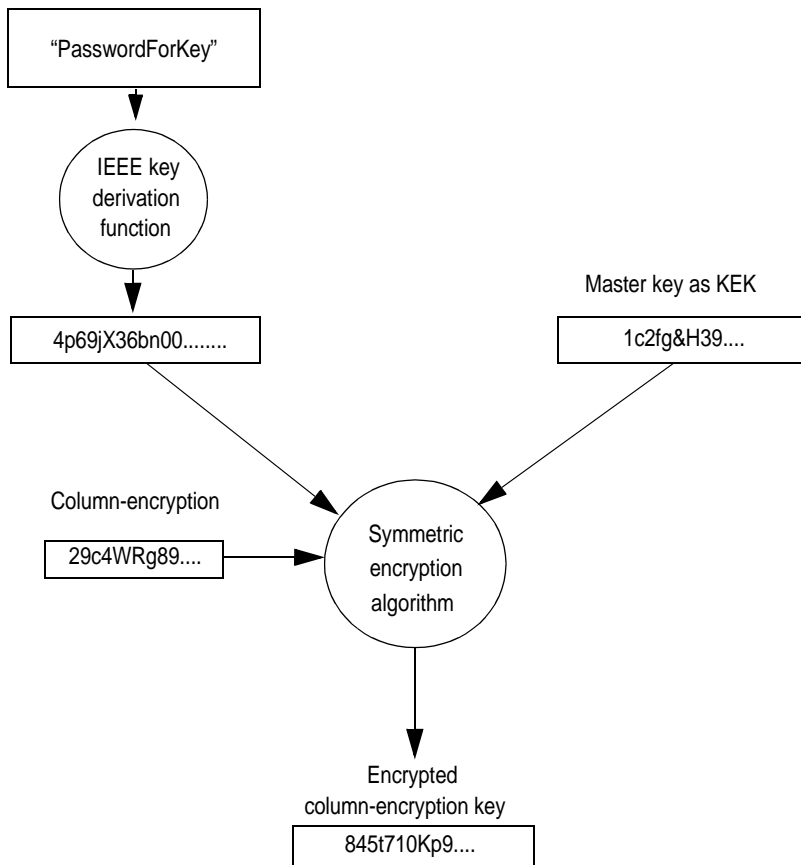 “PasswordForKey”
IEEE key
derivation
function
Master key as KEK
4p69jX36bn00........
1c2fg&H39....
Column-encryption
29c4WRg89....
Symmetric
encryption
algorithm
Encrypted
column-encryption key
845t710Kp9....